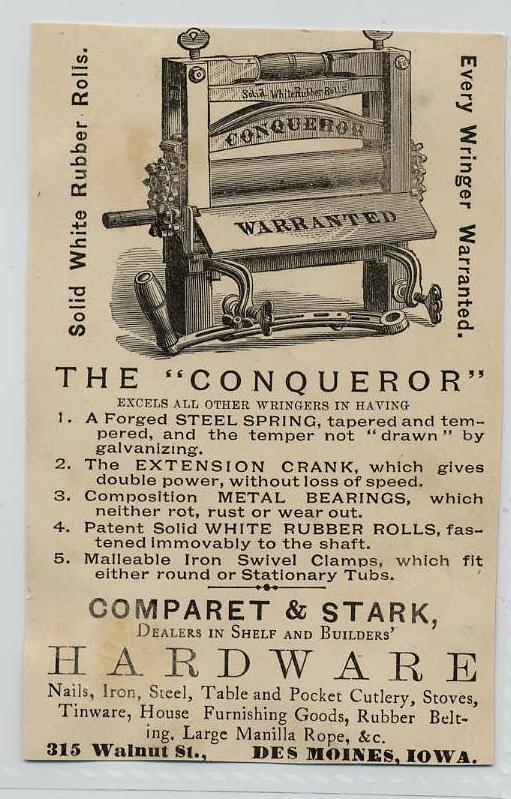 Solid White Rubber Rolls.
Every Wringer Warranted.
Solid White Rubber Rolls
CONQUEROR
WARRANTED
THE "CONQUEROR"
EXCELS ALL OTHER WRINGERS IN HAVING
1. A Forged STEEL SPRING, tapered and tem-
pered, and the temper not "drawn" by
galvanizing.
2. The EXTENSION CRANK, which gives
double power, without loss of speed.
3. Composition METAL BEARINGS, which
neither rot, rust or wear out.
4. Patent Solid WHITE RUBBER ROLLS, fas-
tened immovably to the shaft.
5. Malleable Iron Swivel Clamps, which fit
either round or Stationary Tubs.
COMPARET & STARK,
DEALERS IN SHELF AND BUILDERS'
HARDWARE
Nails, Iron, Steel, Table and Pocket Cutlery, Stoves,
Tinware, House Furnishing Goods, Rubber Belt-
ing, Large Manilla Rope, &c.
315 Walnut St., DES MOINES, IOWA.